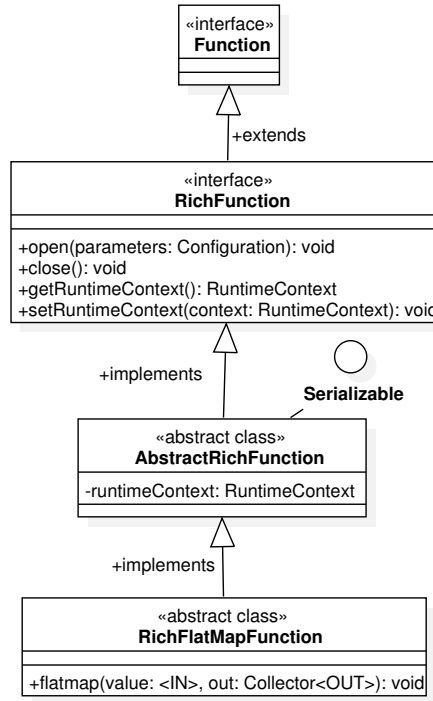 «interface»
Function
+extends
«interface»
RichFunction
+open(parameters: Configuration): void
+close(): void
+getRuntimeContext(): RuntimeContext
+setRuntimeContext(context: RuntimeContext): void
+implements
Serializable
«abstract class»
AbstractRichFunction
-runtimeContext: RuntimeContext
+implements
«abstract class»
RichFlatMapFunction
+flatmap(value: <IN>, out: Collector<OUT>): void